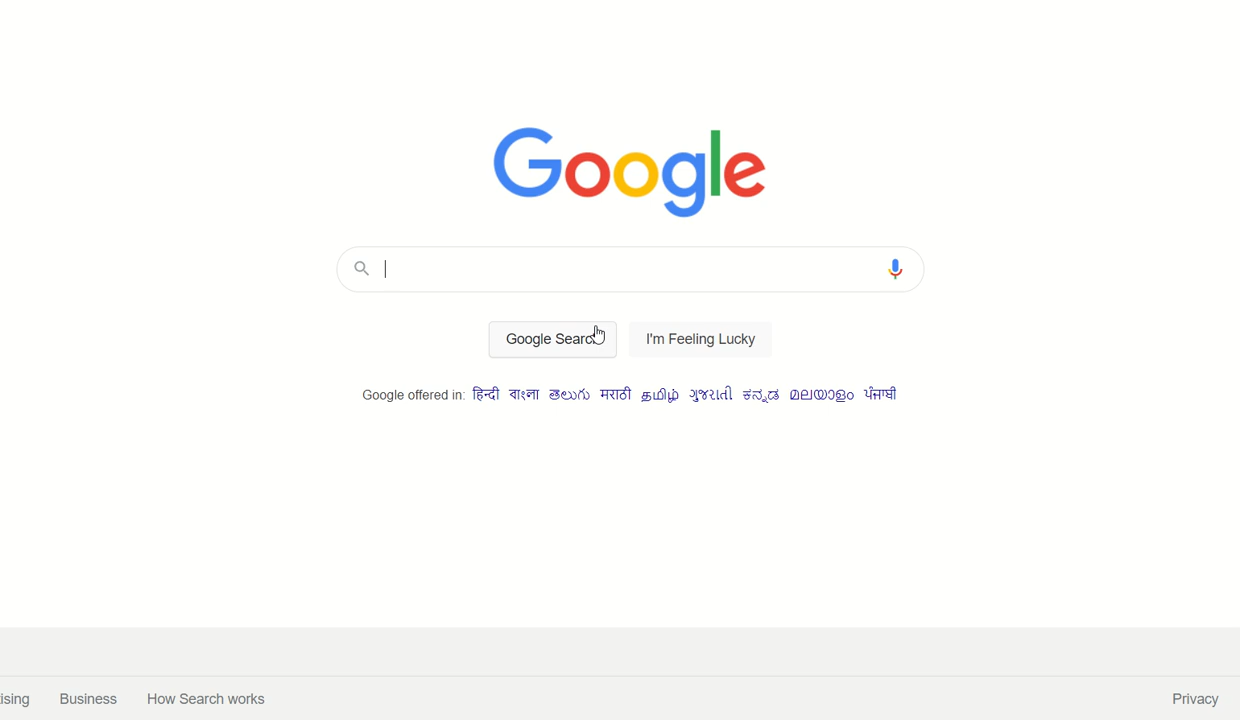 Google
Google Search I'm Feeling Lucky
Google offered in: हिन्दी বাংলা తెలుగు मराठी தமிழ் ગુજરાતી ಕನ್ನಡ മലയാളം ਪੰਜਾਬੀ
Business How Search works Privacy